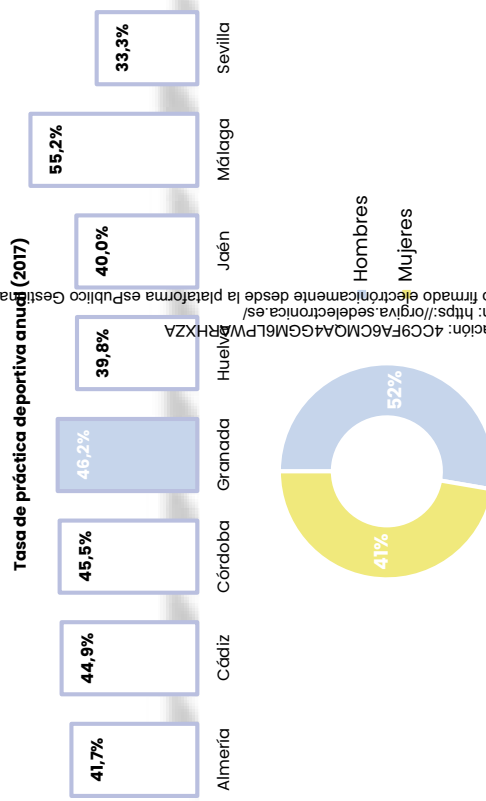 Tasa de práctica deportiva anual (2017)
41,7%
44,9%
45,5%
46,2%
39,8%
40,0%
55,2%
33,3%
Almería
Cádiz
Córdoba
Granada
Huelva
Jaén
Málaga
Sevilla
Hombres
Mujeres
41%
52%
ación: 4CC9FA6CMQA4GGM6LPWARHXZA
n: https://orgiva.sedelectronica.es/
o firmado electrónicamente desde la plataforma esPublico Gestiona